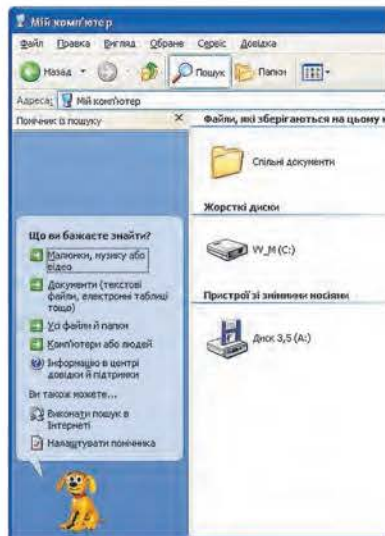 Мій комп'ютер
Файл Правка Вигляд Обране Сервіс Довідка
Назад Пошук Папки
Адреса: Мій комп'ютер
Помічник із пошуку
Файли, які зберігаються на цьому
Спільні документи
Жорсткі диски
W_M (C:)
Пристрої зі змінними носіями
Диск 3,5 (A:)
Що ви бажаєте знайти?
Малюнки, музику або
відео
Документи (текстові
файли, електронні таблиці
тощо)
Усі файли й папки
Комп'ютери або людей
Інформацію в центрі
довідки й підтримки
Ви також можете...
Виконати пошук в
Інтернеті
Налаштувати помічника